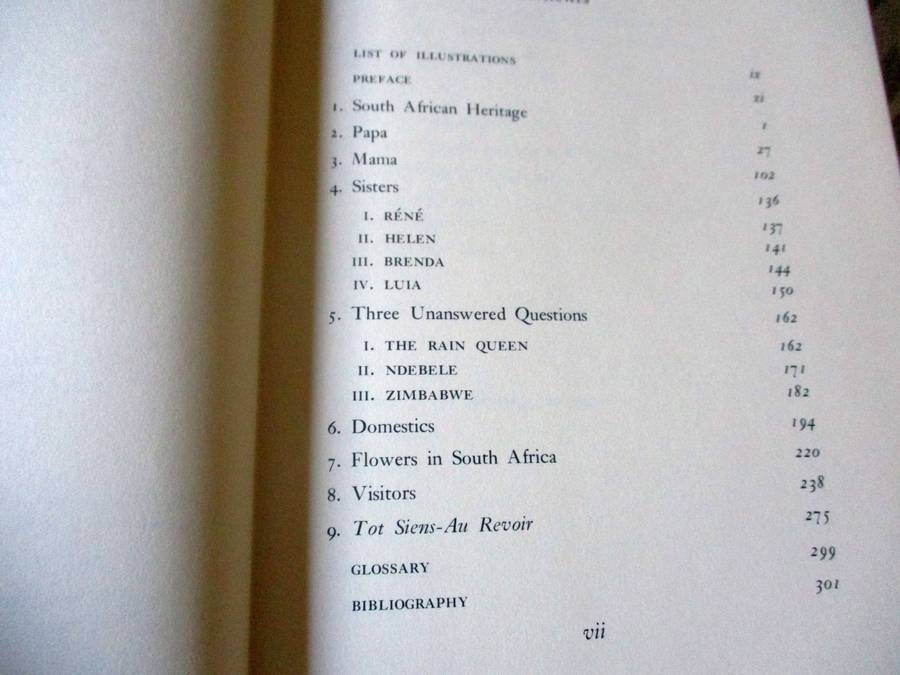 LIST OF ILLUSTRATIONS ix
PREFACE xi
1. South African Heritage 1
2. Papa 27
3. Mama 102
4. Sisters 136
I. RÉNÉ 137
II. HELEN 141
III. BRENDA 144
IV. LUIA 150
5. Three Unanswered Questions 162
I. THE RAIN QUEEN 162
II. NDEBELE 171
III. ZIMBABWE 182
6. Domestics 194
7. Flowers in South Africa 220
8. Visitors 238
9. Tot Siens-Au Revoir 275
GLOSSARY 299
BIBLIOGRAPHY 301
vii